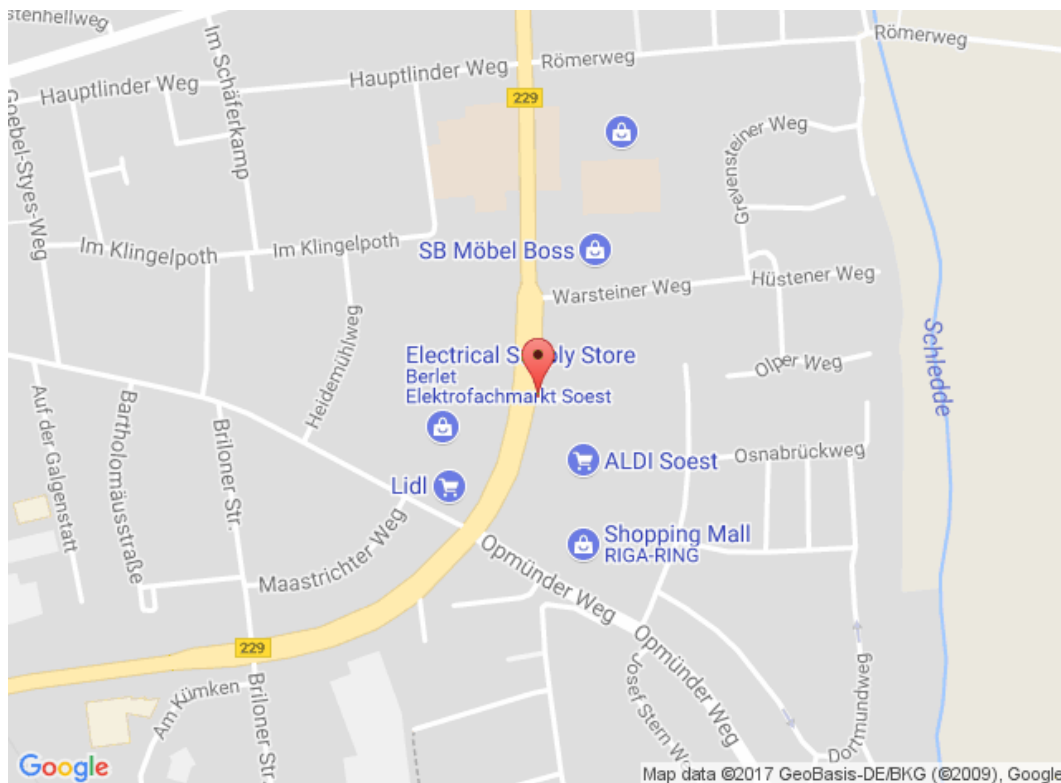 stenhellweg
Im Schäferkamp
Hauptlinder Weg
Hauptlinder Weg
Römerweg
Römerweg
229
Goebel-Styes-Weg
Grevensteiner Weg
Im Klingelpoth
Im Klingelpoth
SB Möbel Boss
Warsteiner Weg
Hüstener Weg
Heidemühlweg
Electrical Supply Store
Berlet
Elektrofachmarkt Soest
Olper Weg
Schledde
Auf der Galgenstatt
Bartholomäusstraße
Briloner Str.
Lidl
ALDI Soest
Osnabrückweg
Maastrichter Weg
Shopping Mall
RIGA-RING
Opmünder Weg
Opmünder Weg
229
Am Kümken
Briloner Str.
Josef Stern W
Dortmundweg
Google
Map data ©2017 GeoBasis-DE/BKG (©2009), Google